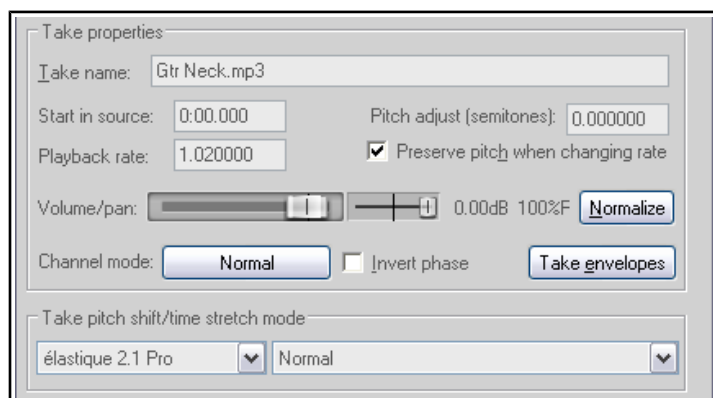 Take properties
Take name: Gtr Neck.mp3
Start in source: 0:00.000 Pitch adjust (semitones): 0.000000
Playback rate: 1.020000 Preserve pitch when changing rate
Volume/pan: 0.00dB 100%F Normalize
Channel mode: Normal Invert phase Take envelopes
Take pitch shift/time stretch mode
élastique 2.1 Pro Normal